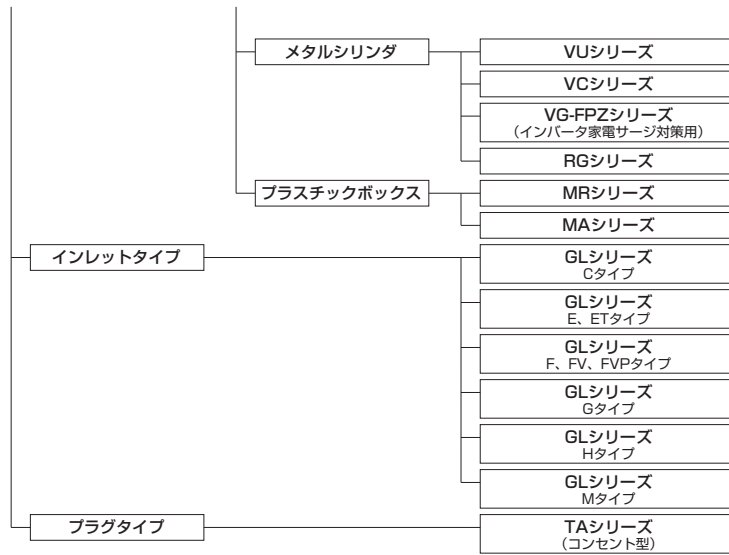 メタルシリンダ
VUシリーズ
VCシリーズ
VG-FPZシリーズ
（インバータ家電サージ対策用）
RGシリーズ
プラスチックボックス
MRシリーズ
MAシリーズ
インレットタイプ
GLシリーズ
Cタイプ
GLシリーズ
E、ETタイプ
GLシリーズ
F、FV、FVPタイプ
GLシリーズ
Gタイプ
GLシリーズ
Hタイプ
GLシリーズ
Mタイプ
プラグタイプ
TAシリーズ
（コンセント型）